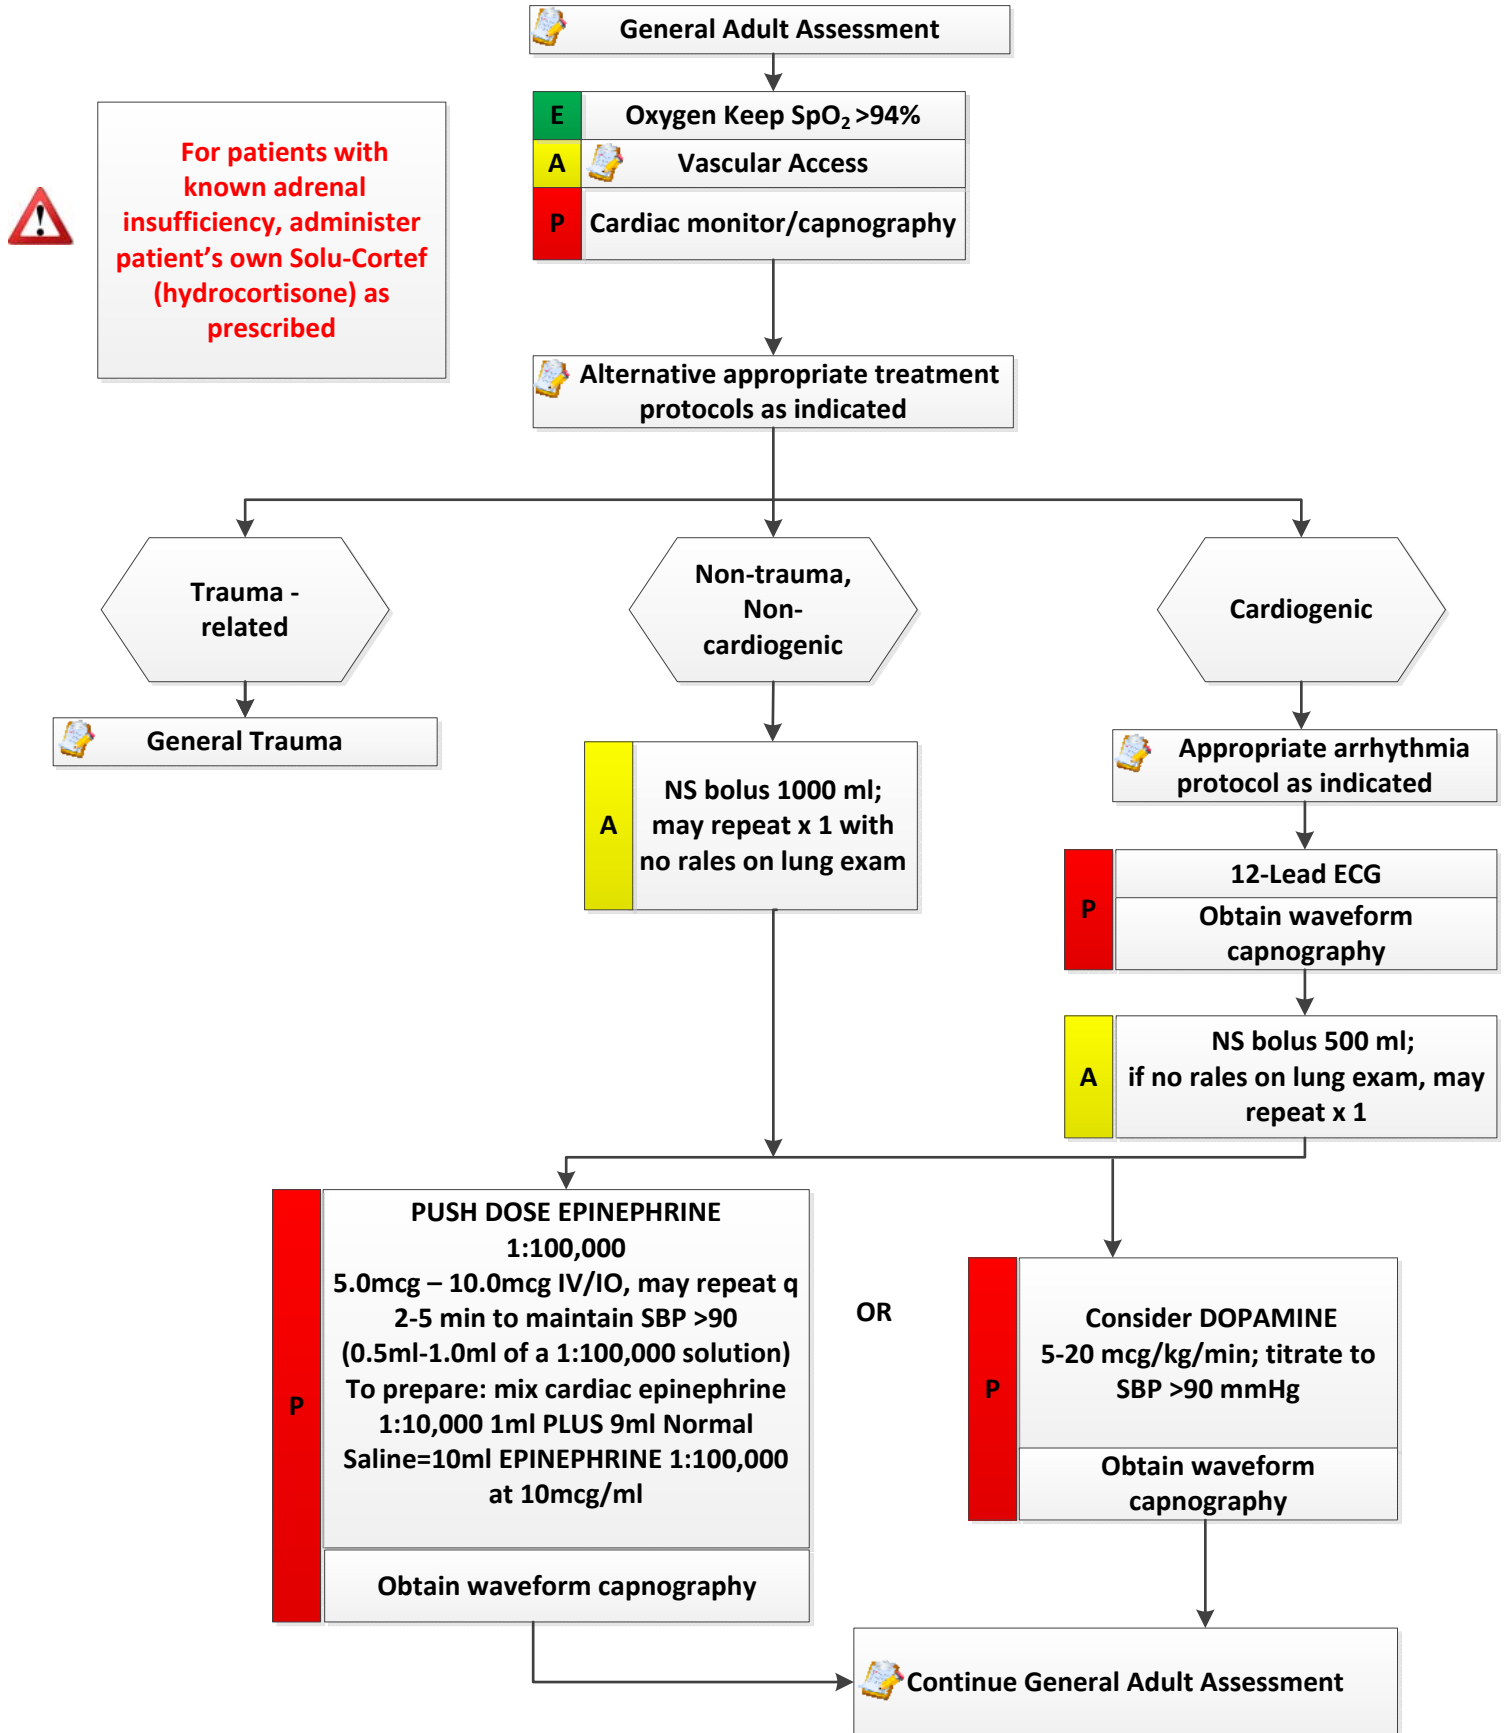 General Adult Assessment
E
Oxygen Keep SpO₂ >94%
A
Vascular Access
P
Cardiac monitor/capnography
For patients with
known adrenal
insufficiency, administer
patient’s own Solu-Cortef
(hydrocortisone) as
prescribed
Alternative appropriate treatment
protocols as indicated
Trauma -
related
General Trauma
Non-trauma,
Non-
cardiogenic
A
NS bolus 1000 ml;
may repeat x 1 with
no rales on lung exam
Cardiogenic
Appropriate arrhythmia
protocol as indicated
P
12-Lead ECG
Obtain waveform
capnography
A
NS bolus 500 ml;
if no rales on lung exam, may
repeat x 1
P
PUSH DOSE EPINEPHRINE
1:100,000
5.0mcg – 10.0mcg IV/IO, may repeat q
2-5 min to maintain SBP >90
(0.5ml-1.0ml of a 1:100,000 solution)
To prepare: mix cardiac epinephrine
1:10,000 1ml PLUS 9ml Normal
Saline=10ml EPINEPHRINE 1:100,000
at 10mcg/ml
Obtain waveform capnography
OR
P
Consider DOPAMINE
5-20 mcg/kg/min; titrate to
SBP >90 mmHg
Obtain waveform
capnography
Continue General Adult Assessment